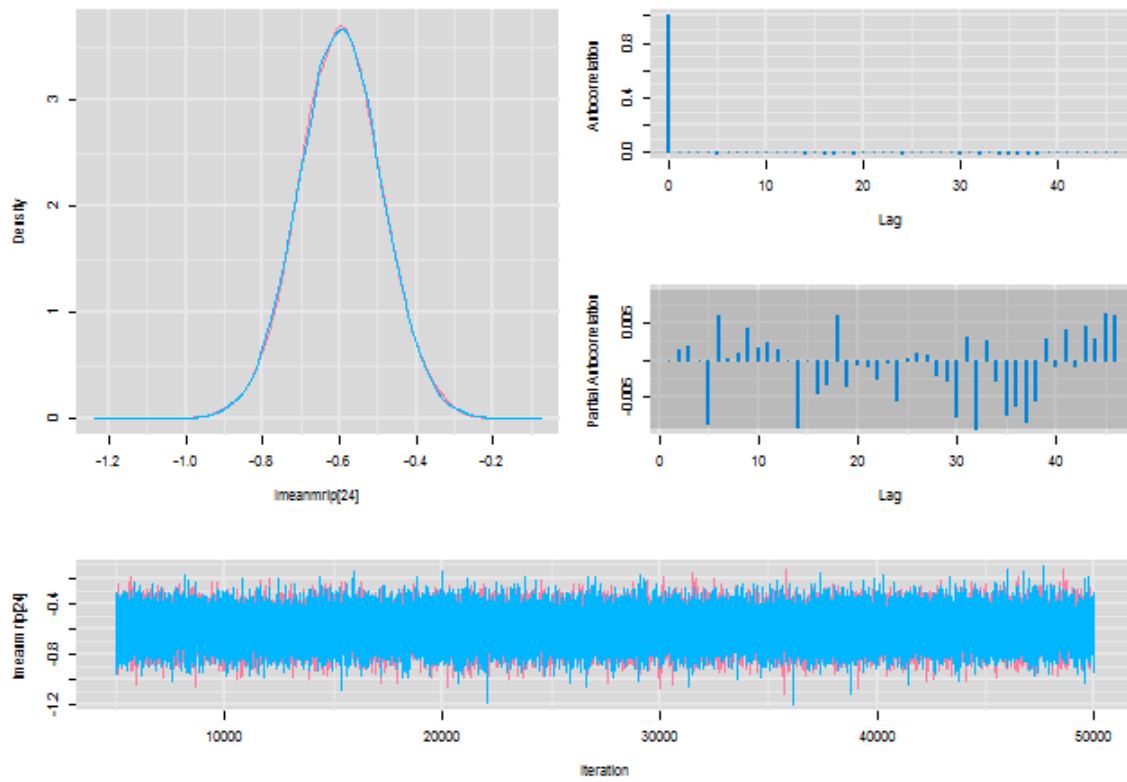 Density
3
2
1
0
-1.2 -1.0 -0.8 -0.6 -0.4 -0.2
lmeanmrip[24]
Autocorrelation
0.8
0.4
0.0
0 10 20 30 40
Lag
Partial Autocorrelation
0.005
-0.005
0 10 20 30 40
Lag
lmeanmrip[24]
-0.4
-0.8
-1.2
10000 20000 30000 40000 50000
Iteration